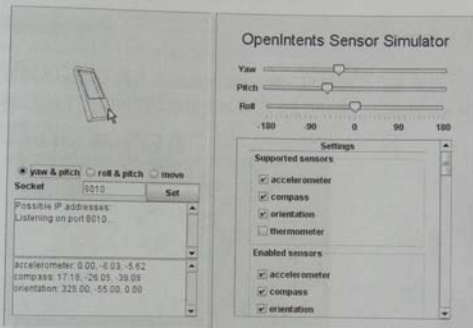 yaw & pitch roll & pitch move
Socket 8010 Set
Possible IP addresses:
Listening on port 8010...
accelerometer: 0.00, -8.03, -5.62
compass: 17.16, -26.05, -39.09
orientation: 329.00, -55.00, 0.00
OpenIntents Sensor Simulator
Yaw
Pitch
Roll
-180 -90 0 90 180
Settings
Supported sensors
accelerometer
compass
orientation
thermometer
Enabled sensors
accelerometer
compass
orientation